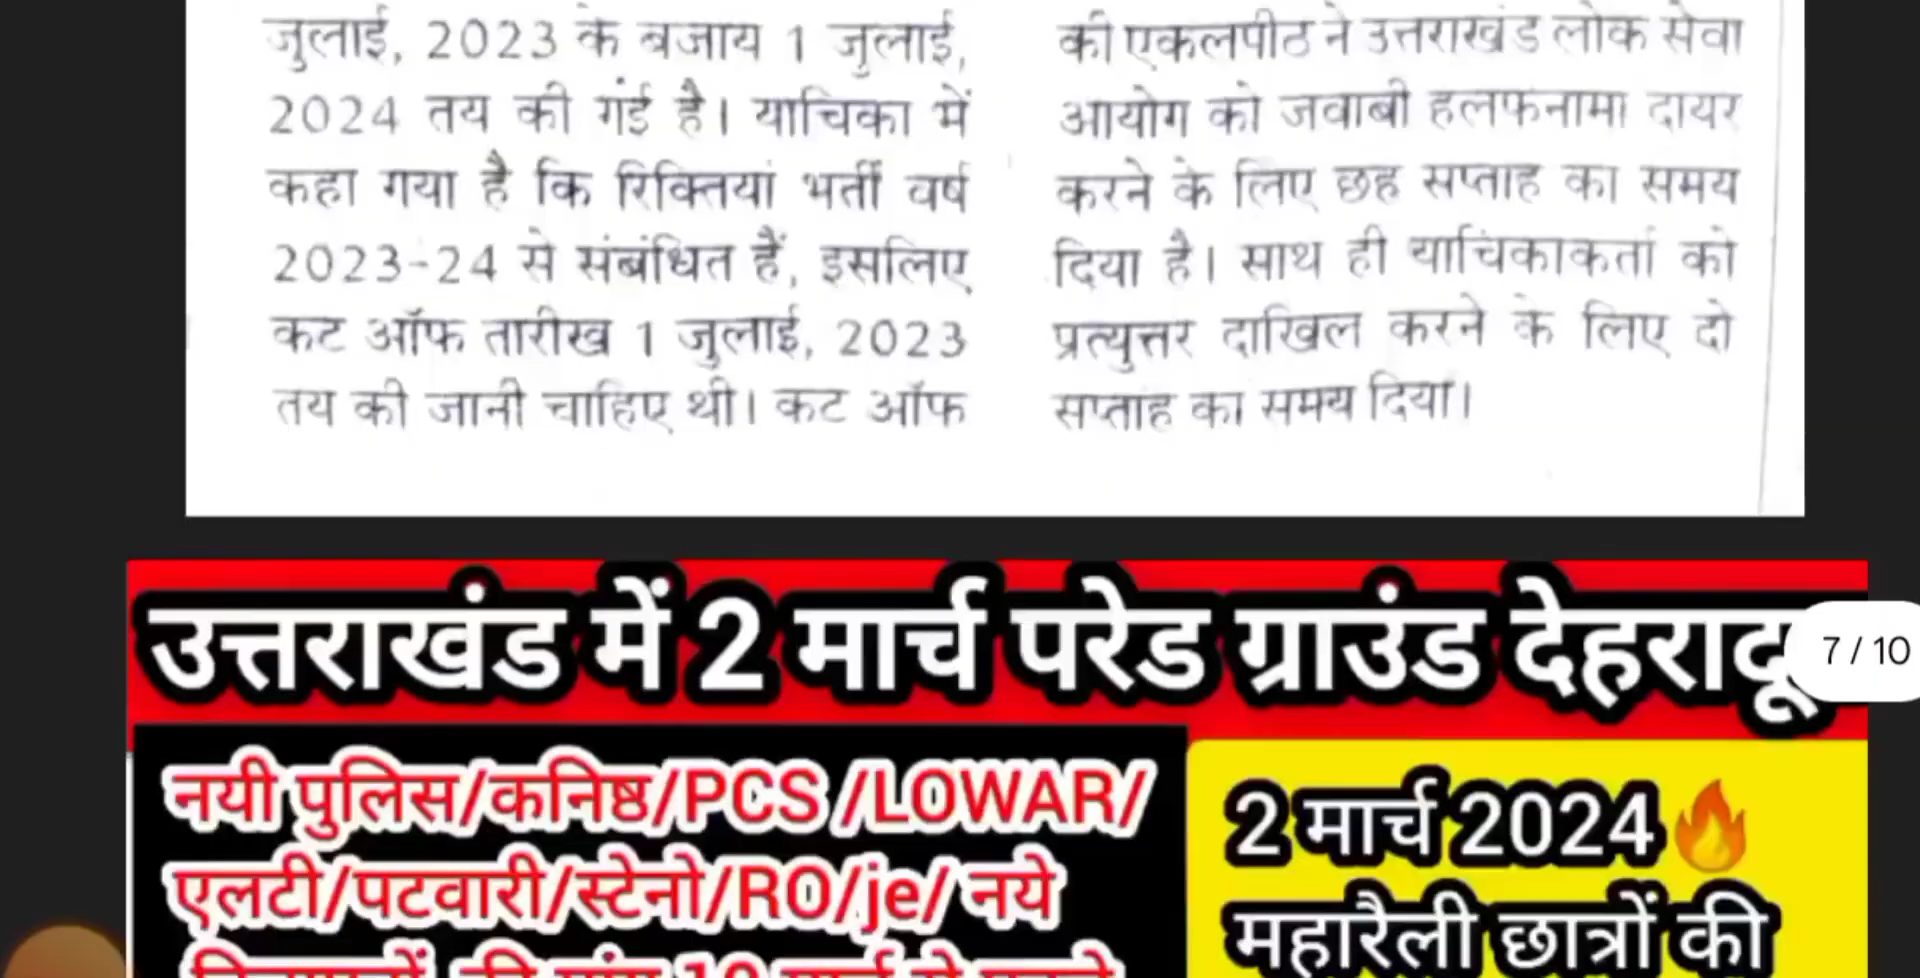 जुलाई, 2023 के बजाय 1 जुलाई,
2024 तय की गई है। याचिका में
कहा गया है कि रिक्तियां भर्ती वर्ष
2023-24 से संबंधित हैं, इसलिए
कट ऑफ तारीख 1 जुलाई, 2023
तय की जानी चाहिए थी। कट ऑफ
की एकलपीठ ने उत्तराखंड लोक सेवा
आयोग को जवाबी हलफनामा दायर
करने के लिए छह सप्ताह का समय
दिया है। साथ ही याचिकाकर्ता को
प्रत्युत्तर दाखिल करने के लिए दो
सप्ताह का समय दिया।
उत्तराखंड में 2 मार्च परेड ग्राउंड देहरादू
7 / 10
नयी पुलिस/कनिष्ठ/PCS /LOWAR/
एलटी/पटवारी/स्टेनो/RO/je/ नये
2 मार्च 2024🔥
महारैली छात्रों की